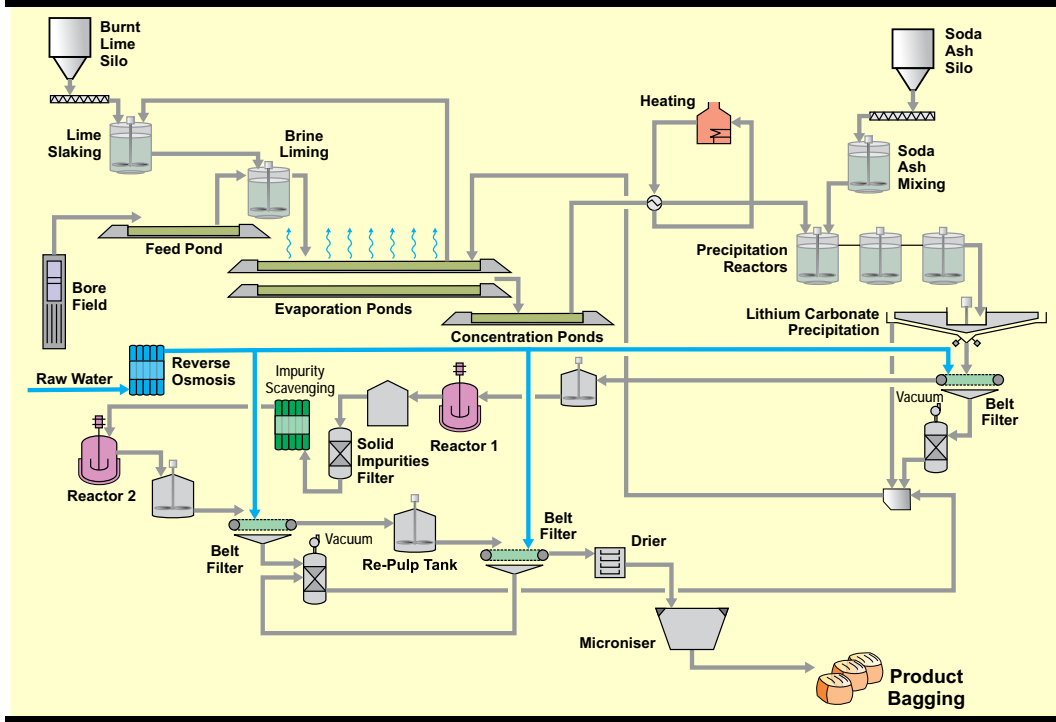 Burnt
Lime
Silo
Soda
Ash
Silo
Heating
Lime
Slaking
Brine
Liming
Soda
Ash
Mixing
Feed Pond
Precipitation
Reactors
Bore
Field
Evaporation Ponds
Lithium Carbonate
Precipitation
Concentration Ponds
Reverse
Osmosis
Raw Water
Impurity
Scavenging
Vacuum
Belt
Filter
Reactor 1
Solid
Impurities
Filter
Reactor 2
Belt
Filter
Vacuum
Re-Pulp Tank
Belt
Filter
Drier
Microniser
Product
Bagging